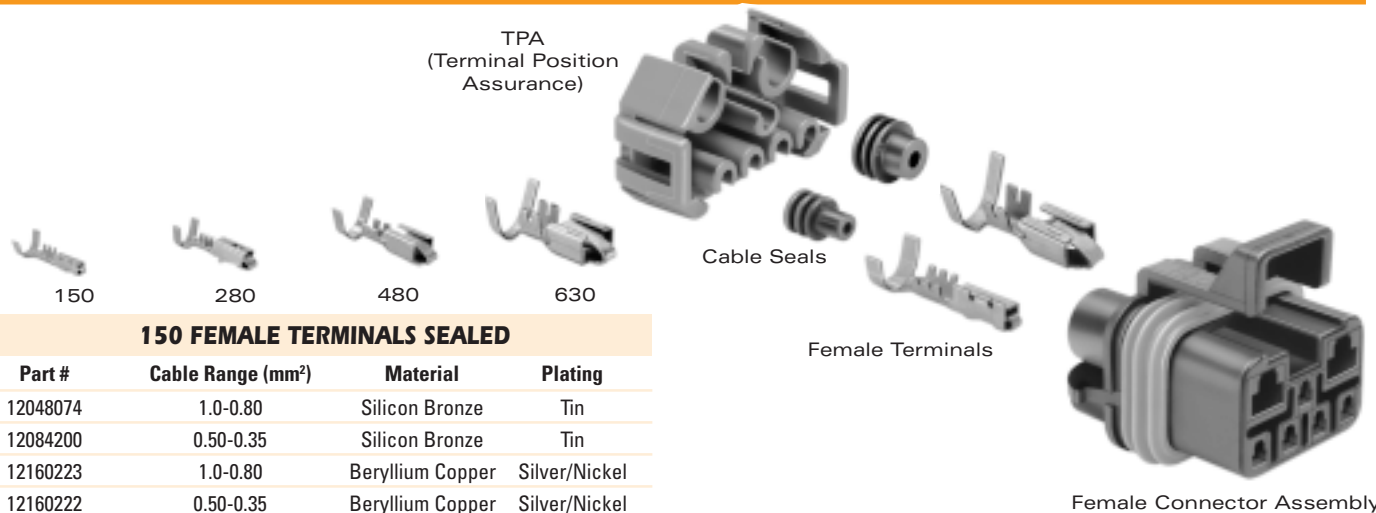 TPA
(Terminal Position
Assurance)
Cable Seals
Female Terminals
Female Connector Assembly
150 280 480 630
150 FEMALE TERMINALS SEALED
Part # Cable Range (mm²) Material Plating
12048074 1.0-0.80 Silicon Bronze Tin
12084200 0.50-0.35 Silicon Bronze Tin
12160223 1.0-0.80 Beryllium Copper Silver/Nickel
12160222 0.50-0.35 Beryllium Copper Silver/Nickel